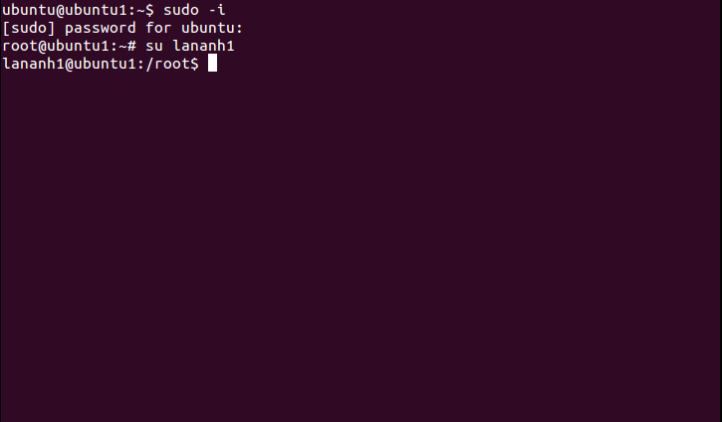 ubuntu@ubuntu1:~$ sudo -i
[sudo] password for ubuntu:
root@ubuntu1:~# su lananh1
lananh1@ubuntu1:/root$